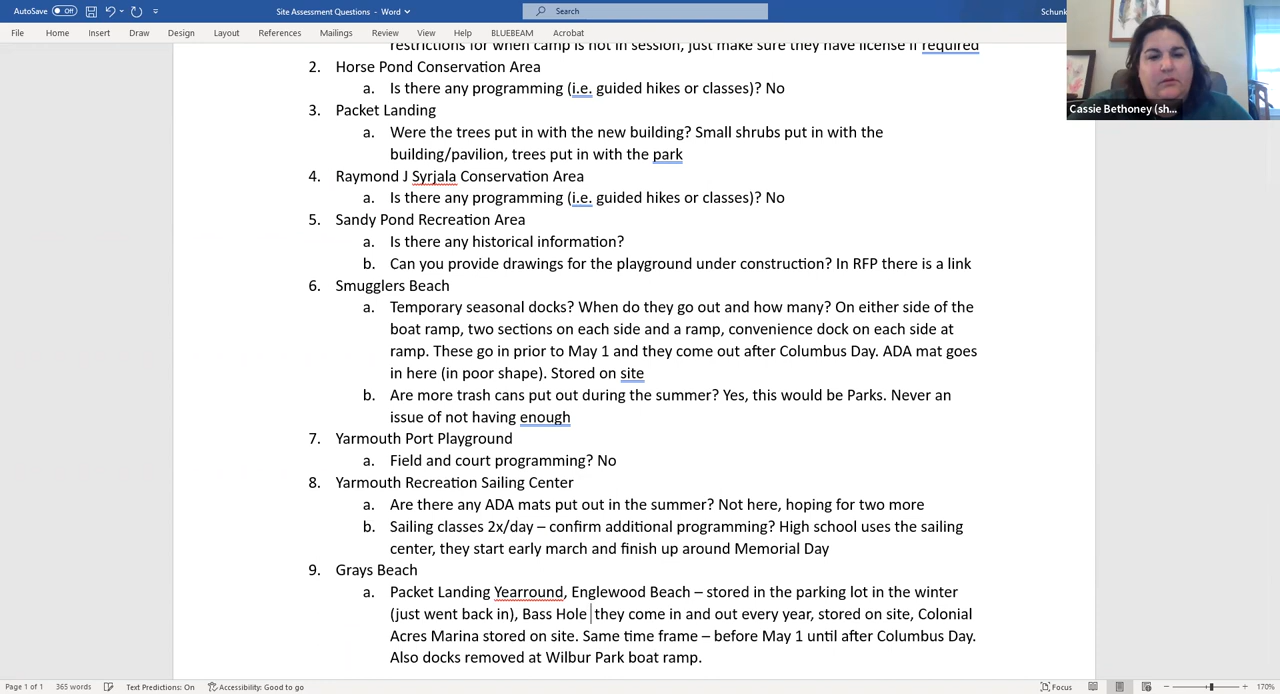 AutoSave Off
Site Assessment Questions - Word
Search
Schunk
File Home Insert Draw Design Layout References Mailings Review View Help BLUEBEAM Acrobat
restrictions for when camp is not in session, just make sure they have license if required
2. Horse Pond Conservation Area
a. Is there any programming (i.e. guided hikes or classes)? No
3. Packet Landing
a. Were the trees put in with the new building? Small shrubs put in with the
building/pavilion, trees put in with the park
4. Raymond J Syrjala Conservation Area
a. Is there any programming (i.e. guided hikes or classes)? No
5. Sandy Pond Recreation Area
a. Is there any historical information?
b. Can you provide drawings for the playground under construction? In RFP there is a link
6. Smugglers Beach
a. Temporary seasonal docks? When do they go out and how many? On either side of the
boat ramp, two sections on each side and a ramp, convenience dock on each side at
ramp. These go in prior to May 1 and they come out after Columbus Day. ADA mat goes
in here (in poor shape). Stored on site
b. Are more trash cans put out during the summer? Yes, this would be Parks. Never an
issue of not having enough
7. Yarmouth Port Playground
a. Field and court programming? No
8. Yarmouth Recreation Sailing Center
a. Are there any ADA mats put out in the summer? Not here, hoping for two more
b. Sailing classes 2x/day – confirm additional programming? High school uses the sailing
center, they start early march and finish up around Memorial Day
9. Grays Beach
a. Packet Landing Yearround, Englewood Beach – stored in the parking lot in the winter
(just went back in), Bass Hole they come in and out every year, stored on site, Colonial
Acres Marina stored on site. Same time frame – before May 1 until after Columbus Day.
Also docks removed at Wilbur Park boat ramp.
Cassie Bethoney (sh...
Page 1 of 1 365 words Text Predictions: On Accessibility: Good to go Focus 170%